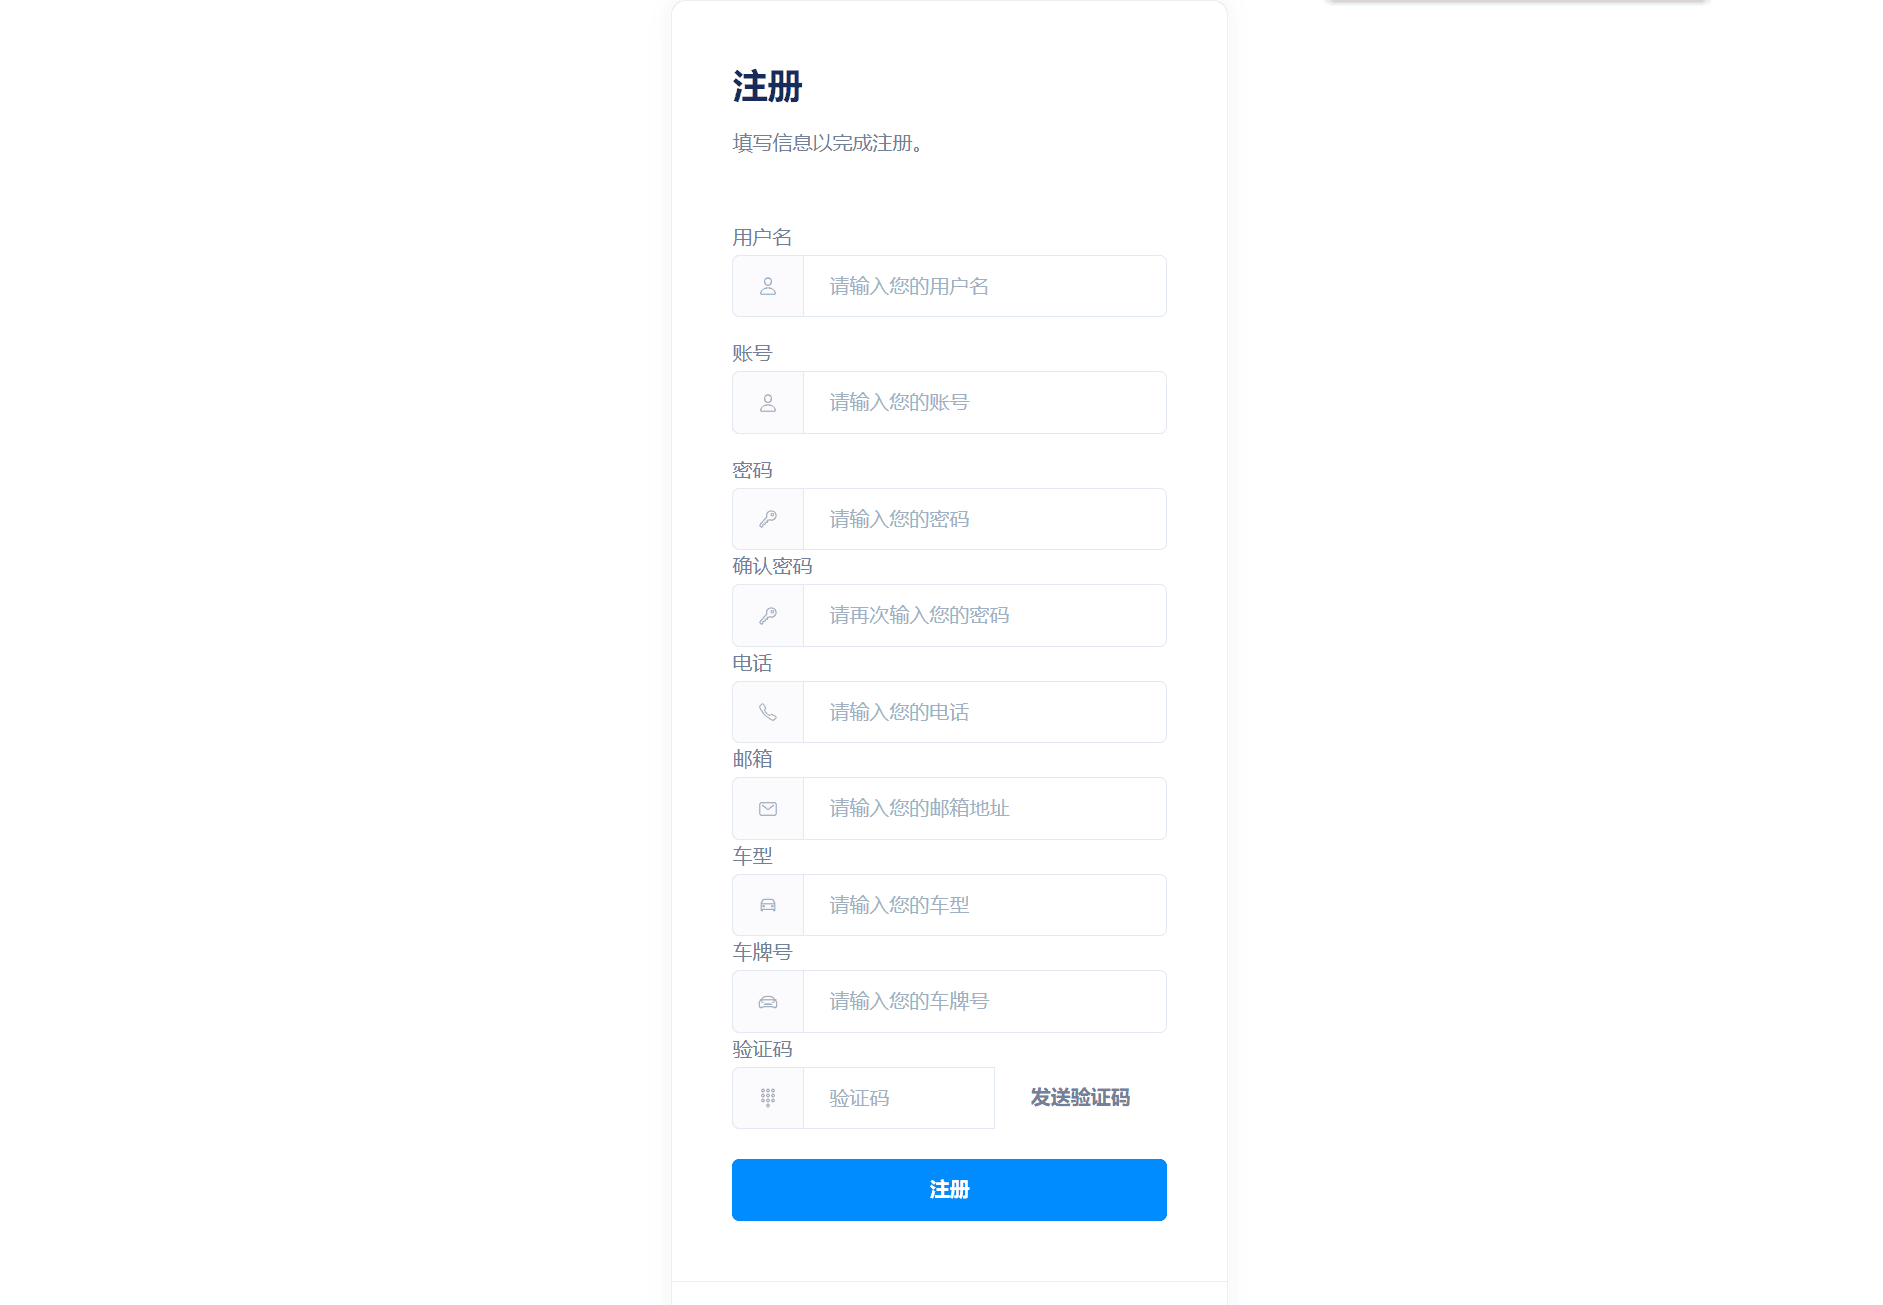 注册
填写信息以完成注册。
用户名
请输入您的用户名
账号
请输入您的账号
密码
请输入您的密码
确认密码
请再次输入您的密码
电话
请输入您的电话
邮箱
请输入您的邮箱地址
车型
请输入您的车型
车牌号
请输入您的车牌号
验证码
验证码 发送验证码
注册